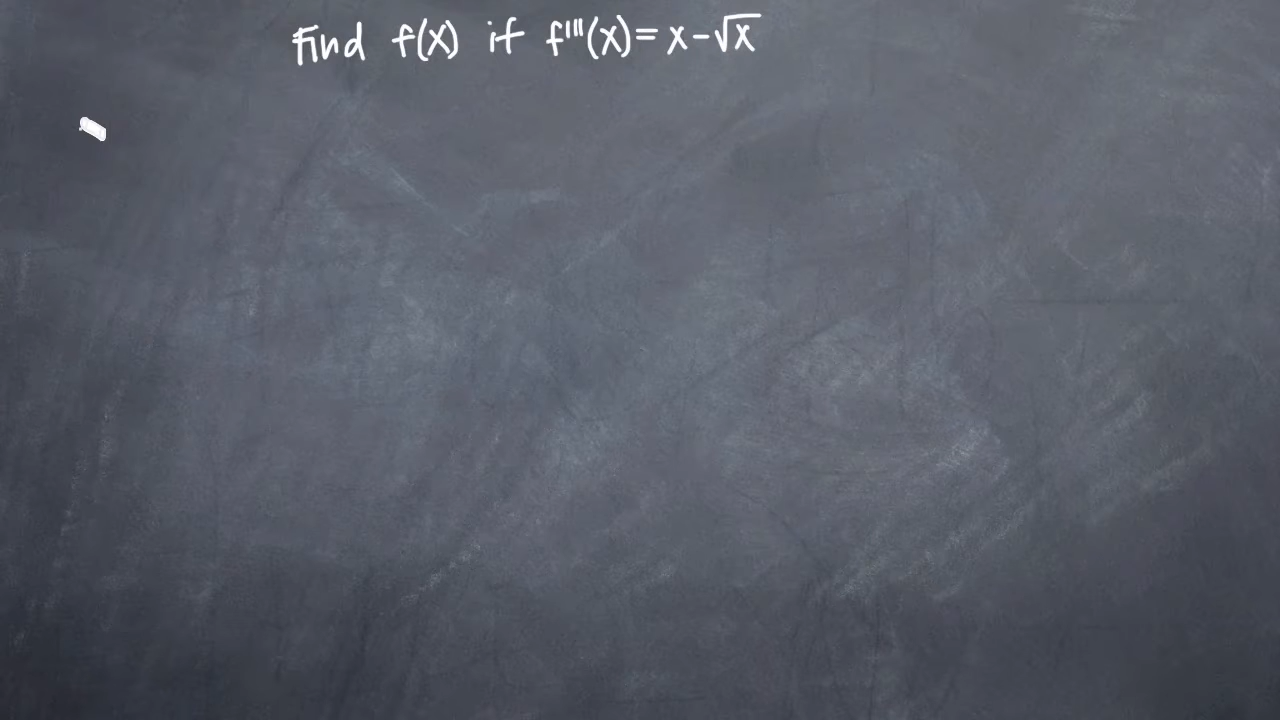 Find f(x) if f'''(x)= x-√x